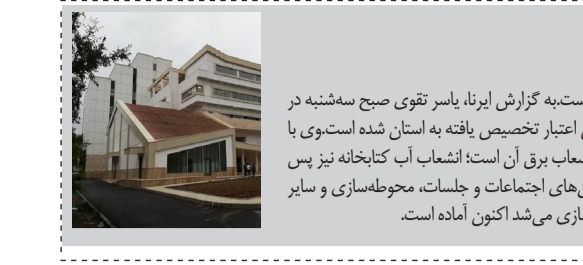 ست.به گزارش ایرنا، یاسر تقوی صبح سه‌شنبه در
اعتبار تخصیص یافته به استان شده است.وی با
شعاب برق آن است؛ انشعاب آب کتابخانه نیز پس
های اجتماعات و جلسات، محوطه‌سازی و سایر
سازی می‌شد اکنون آماده است.